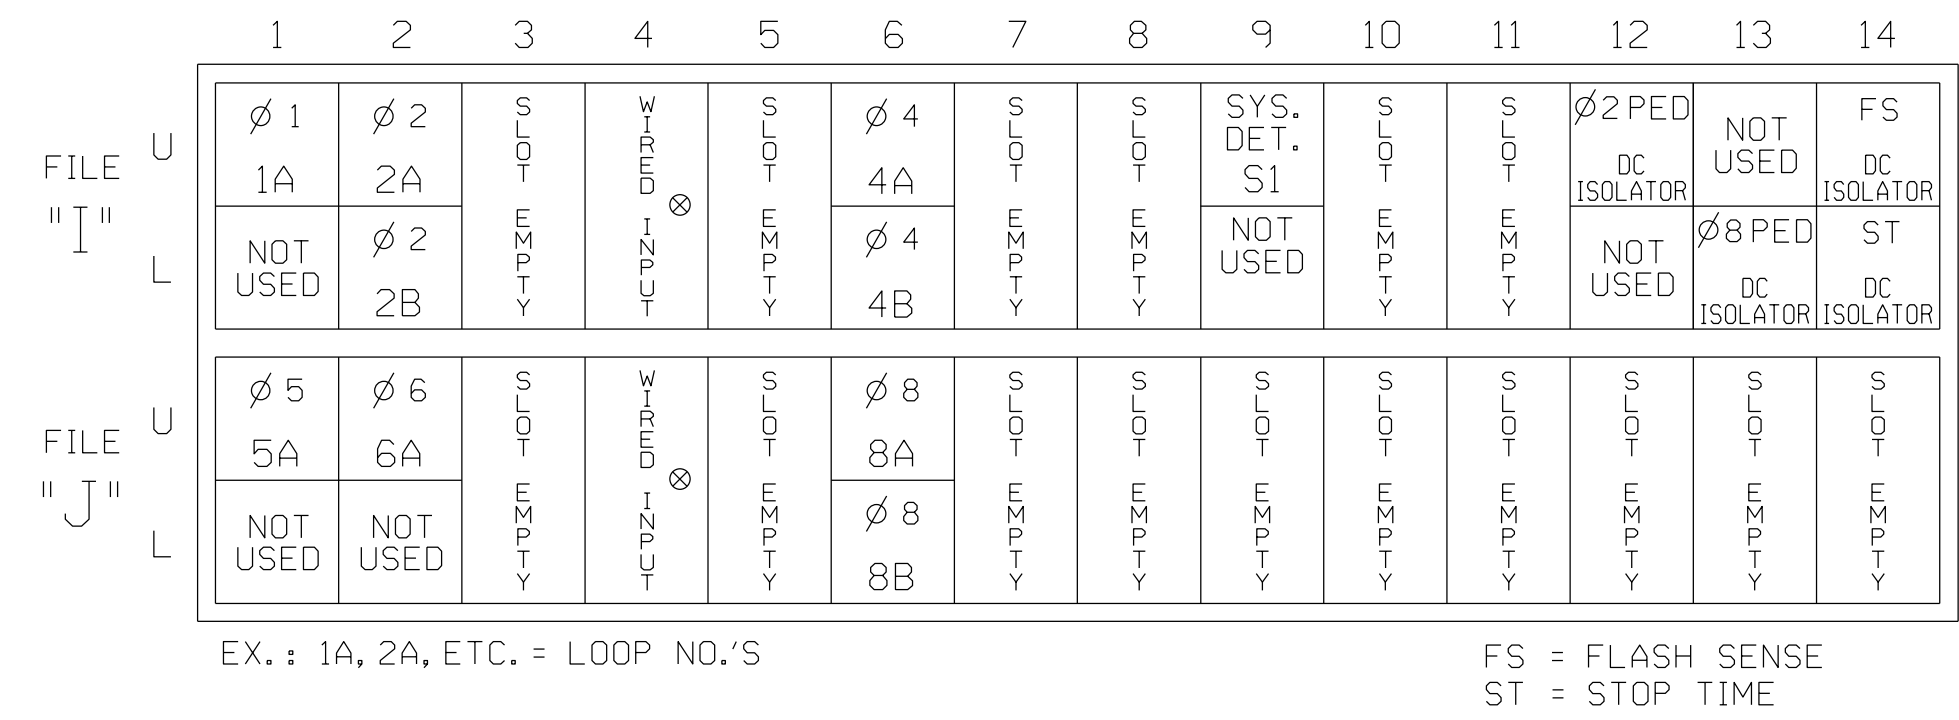 1 2 3 4 5 6 7 8 9 10 11 12 13 14
FILE "I"
U
L
Ø 1
1A
NOT USED
Ø 2
2A
Ø 2
2B
SLOT EMPTY
WIRED INPUT
SLOT EMPTY
Ø 4
4A
Ø 4
4B
SLOT EMPTY
SLOT EMPTY
SYS.
DET.
S1
NOT
USED
SLOT EMPTY
SLOT EMPTY
Ø2 PED
DC
ISOLATOR
NOT
USED
NOT
USED
Ø8 PED
DC
ISOLATOR
FS
DC
ISOLATOR
ST
DC
ISOLATOR
FILE "J"
U
L
Ø 5
5A
NOT
USED
Ø 6
6A
NOT
USED
SLOT EMPTY
WIRED INPUT
SLOT EMPTY
Ø 8
8A
Ø 8
8B
SLOT EMPTY
SLOT EMPTY
SLOT EMPTY
SLOT EMPTY
SLOT EMPTY
SLOT EMPTY
SLOT EMPTY
SLOT EMPTY
EX.: 1A, 2A, ETC. = LOOP NO.'S
FS = FLASH SENSE
ST = STOP TIME